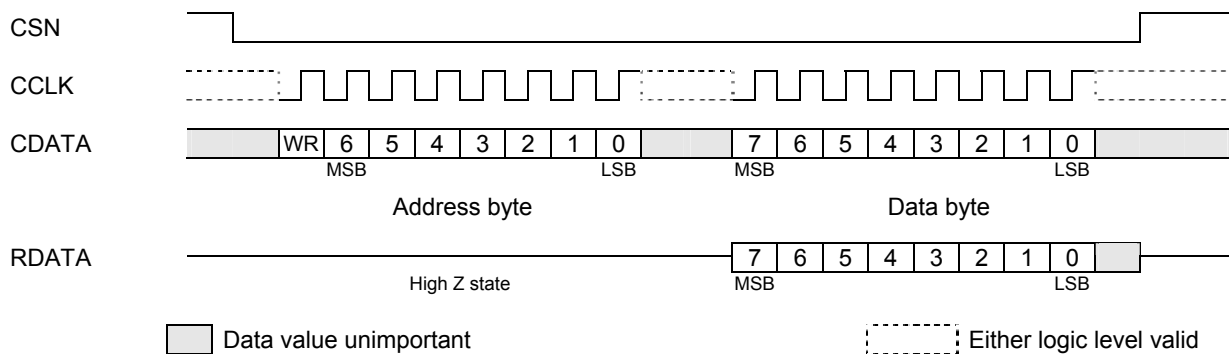 CSN
CCLK
CDATA WR 6 5 4 3 2 1 0 7 6 5 4 3 2 1 0
MSB LSB MSB LSB
Address byte Data byte
RDATA 7 6 5 4 3 2 1 0
High Z state MSB LSB
Data value unimportant Either logic level valid